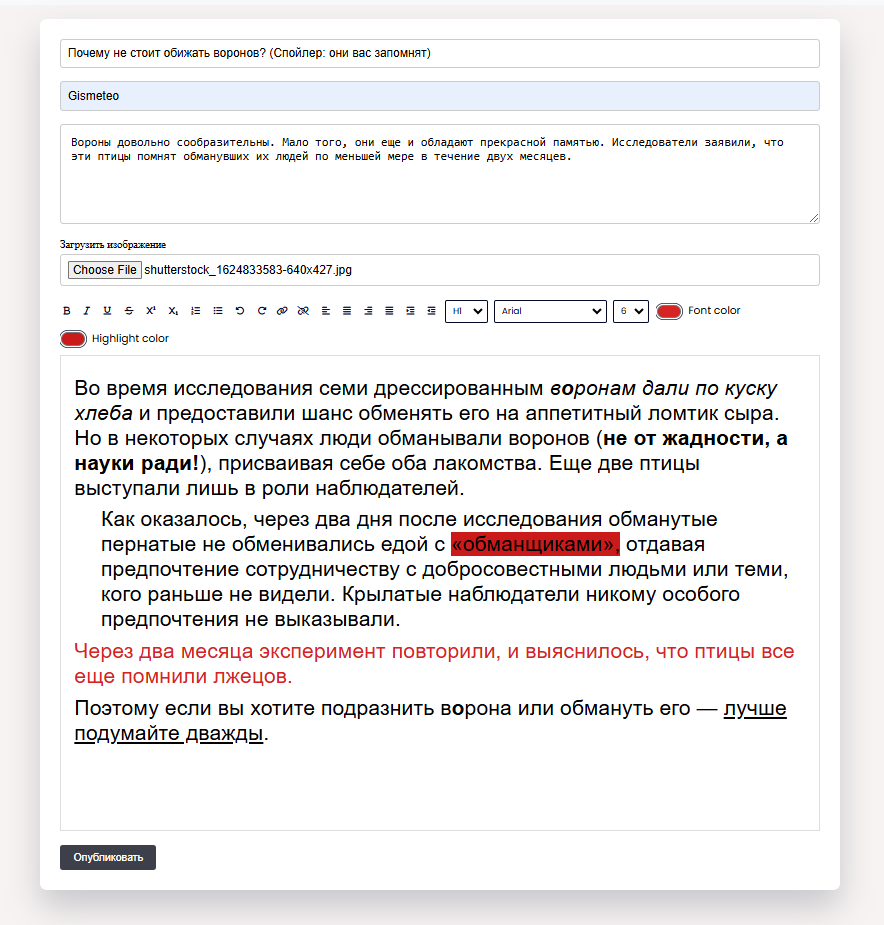 Почему не стоит обижать воронов? (Спойлер: они вас запомнят)
Gismeteo
Вороны довольно сообразительны. Мало того, они еще и обладают прекрасной памятью. Исследователи заявили, что
эти птицы помнят обманувших их людей по меньшей мере в течение двух месяцев.
Загрузить изображение
Choose File shutterstock_1624833583-640x427.jpg
B I U S X¹ X₁ H1 Arial 6 Font color
Highlight color
Во время исследования семи дрессированным воронам дали по куску
хлеба и предоставили шанс обменять его на аппетитный ломтик сыра.
Но в некоторых случаях люди обманывали воронов (не от жадности, а
науки ради!), присваивая себе оба лакомства. Еще две птицы
выступали лишь в роли наблюдателей.
Как оказалось, через два дня после исследования обманутые
пернатые не обменивались едой с «обманщиками», отдавая
предпочтение сотрудничеству с добросовестными людьми или теми,
кого раньше не видели. Крылатые наблюдатели никому особого
предпочтения не выказывали.
Через два месяца эксперимент повторили, и выяснилось, что птицы все
еще помнили лжецов.
Поэтому если вы хотите подразнить ворона или обмануть его — лучше
подумайте дважды.
Опубликовать